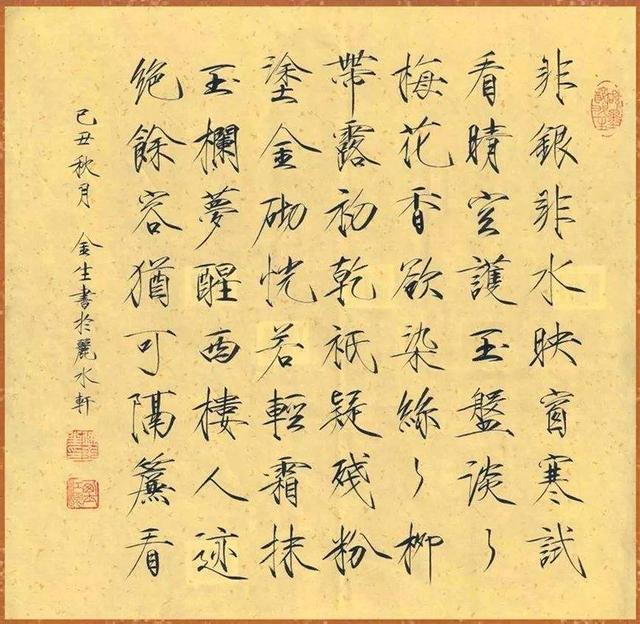 非銀非水映窗寒試
看晴空護玉盤淡〻
梅花香欲染絲〻柳
帶露初乾祇疑殘粉
塗金砌恍若輕霜抹
玉欄夢醒西樓人迹
絕餘容猶可隔簾看
己丑秋月 金生書於麗水軒